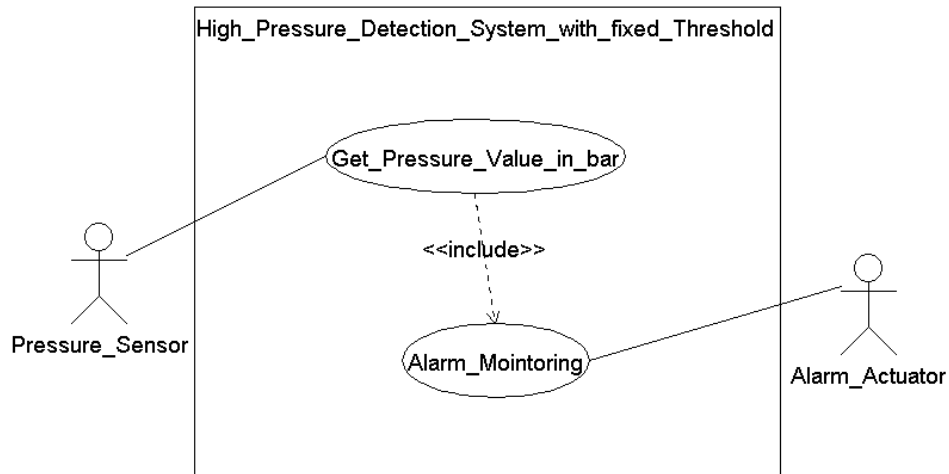 High_Pressure_Detection_System_with_fixed_Threshold
Get_Pressure_Value_in_bar
<<include>>
Pressure_Sensor
Alarm_Mointoring
Alarm_Actuator